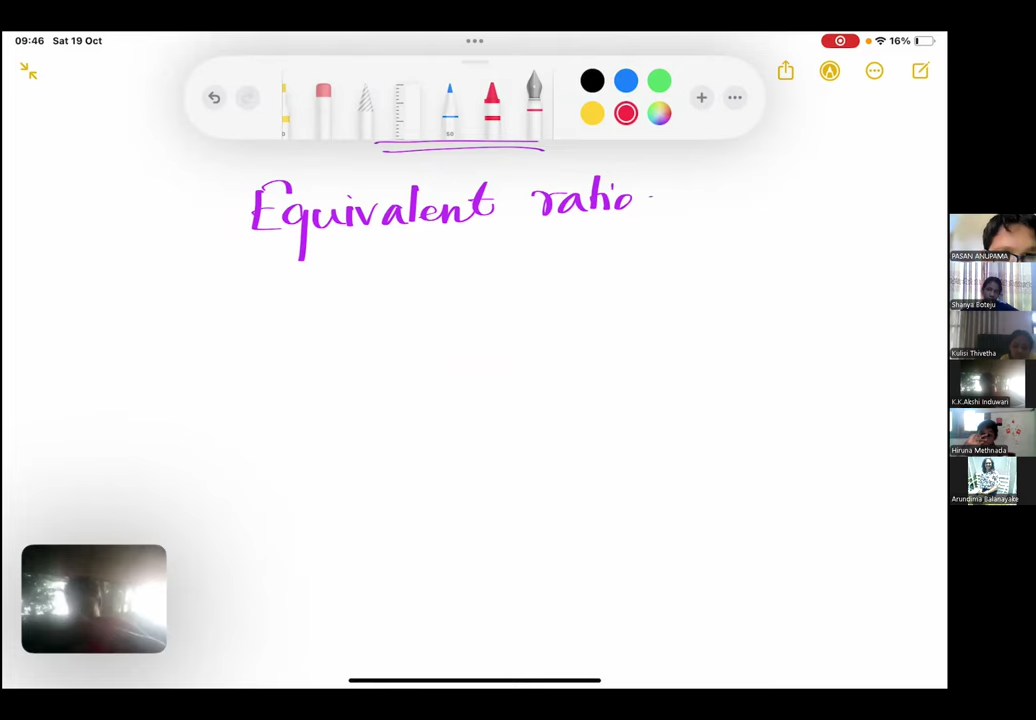 09:46 Sat 19 Oct
16%
50
Equivalent ratio
PASAN ANUPAMA
Shanya Boteju
Kulisi Thivetha
K.K.Akshi Induwari
Hiruna Methnada
Arundima Balanayake